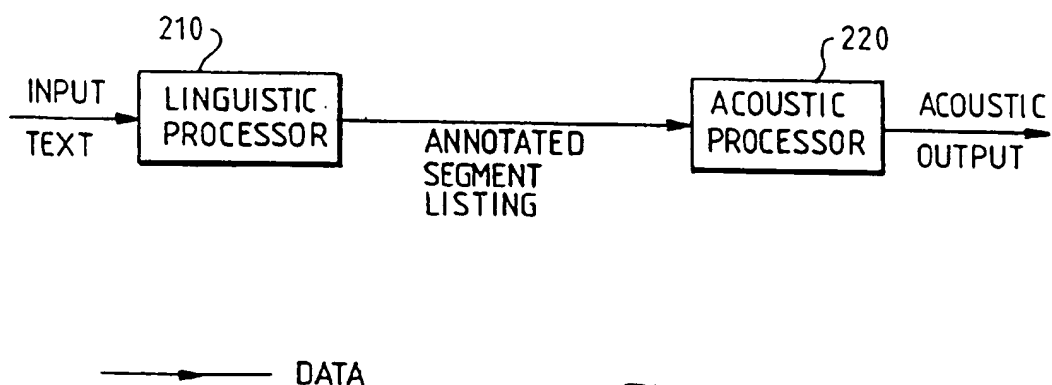 210
220
INPUT
TEXT
LINGUISTIC
PROCESSOR
ANNOTATED
SEGMENT
LISTING
ACOUSTIC
PROCESSOR
ACOUSTIC
OUTPUT
DATA